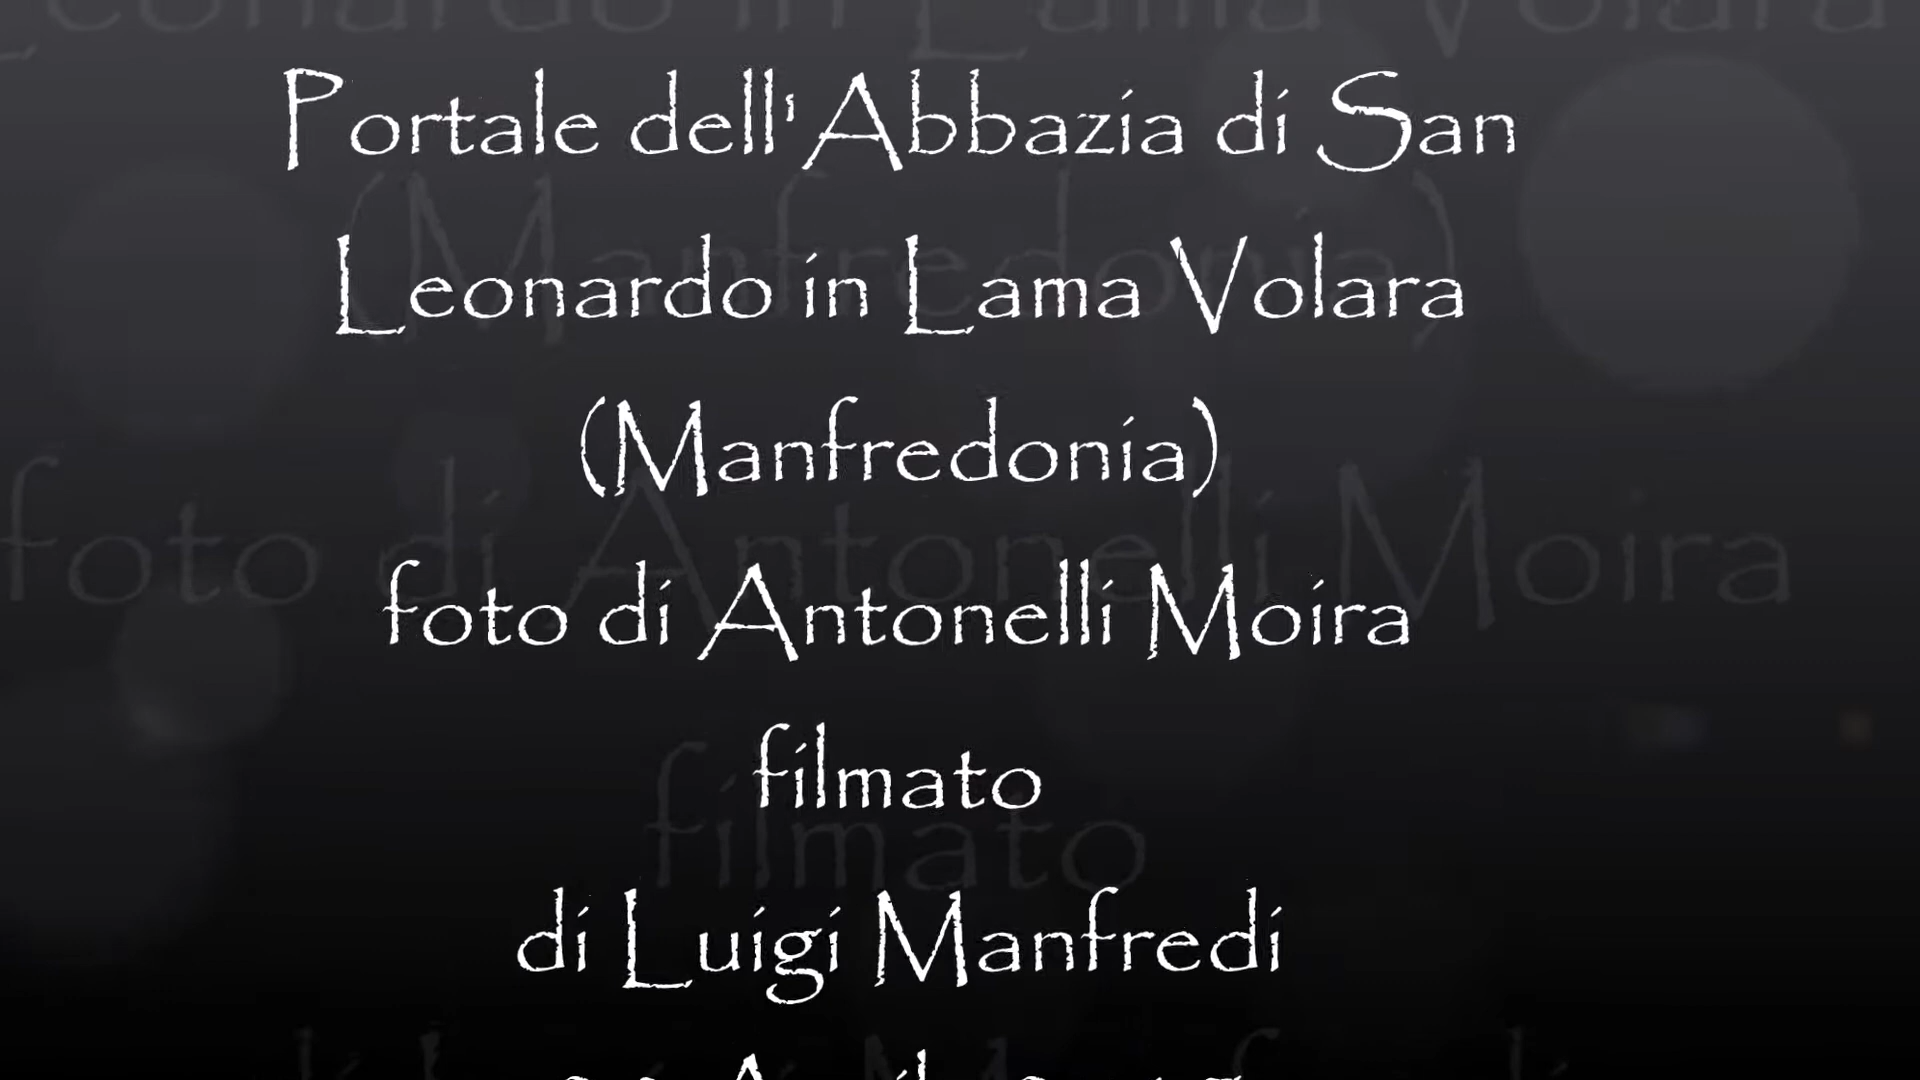 Portale dell'Abbazia di San
Leonardo in Lama Volara
(Manfredonia)
foto di Antonelli Moira
filmato
di Luigi Manfredi